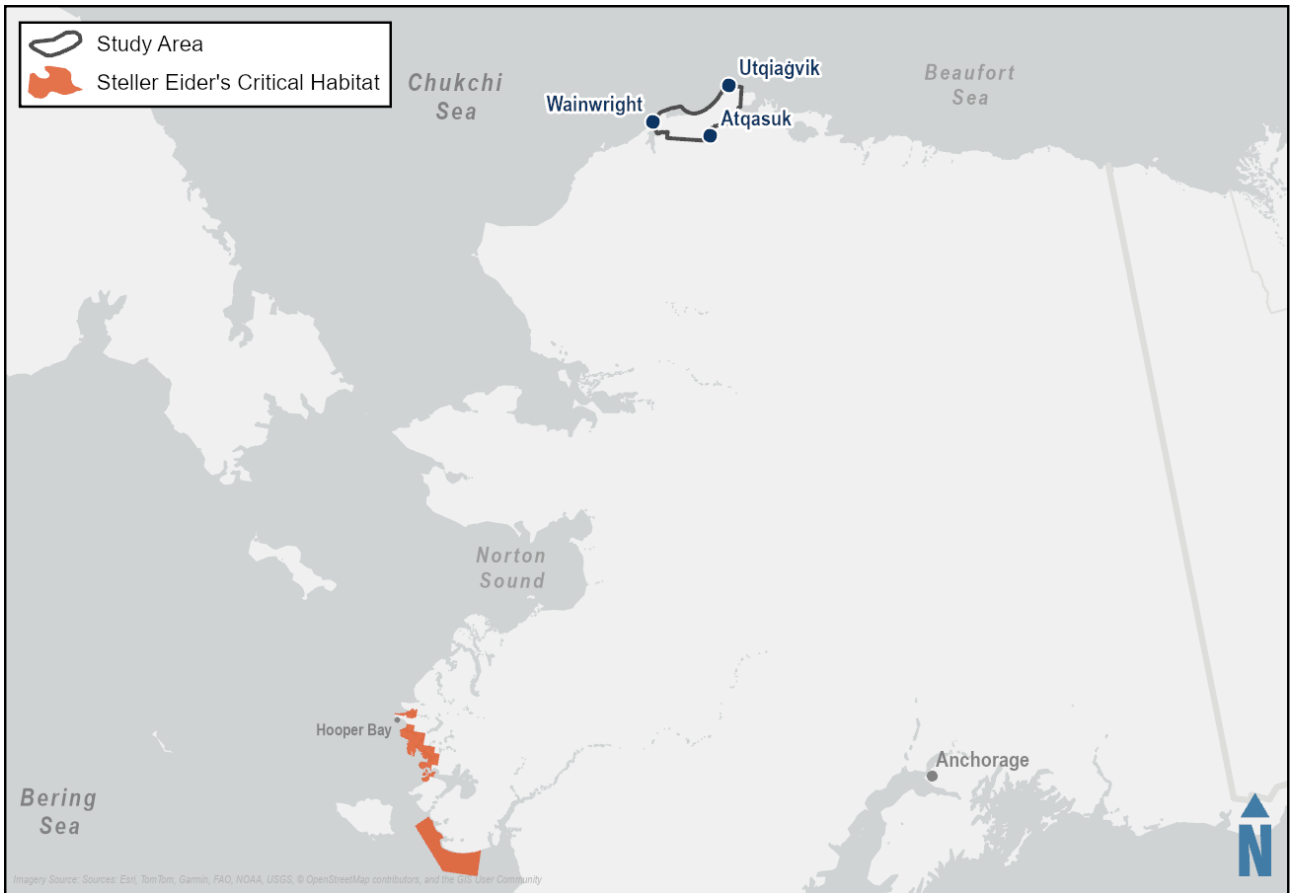 Study Area
Steller Eider's Critical Habitat
Chukchi
Sea
Beaufort
Sea
Utqiaġvik
Wainwright
Atqasuk
Norton
Sound
Hooper Bay
Anchorage
Bering
Sea
N
Imagery Source: Sources: Esri, TomTom, Garmin, FAO, NOAA, USGS, © OpenStreetMap contributors, and the GIS User Community